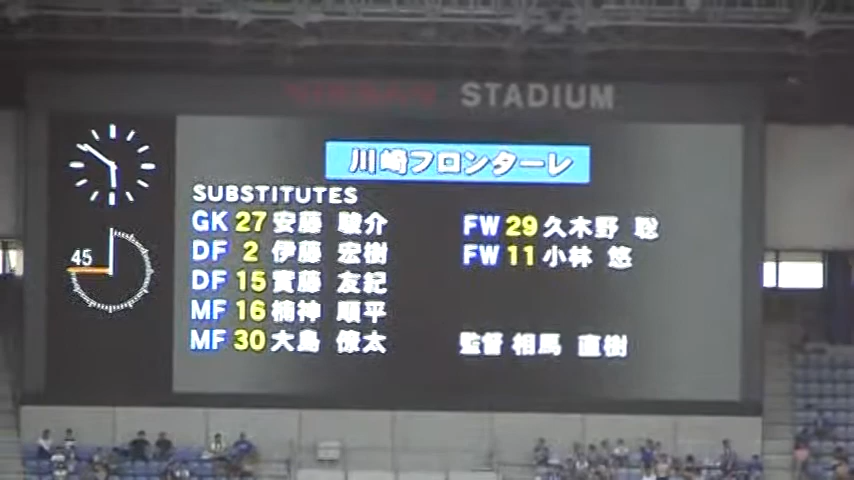 NISSAN STADIUM
川崎フロンターレ
SUBSTITUTES
GK 27 安藤 駿介
DF 2 伊藤 宏樹
DF 15 實藤 友紀
MF 16 楠神 順平
MF 30 大島 僚太
FW 29 久木野 聡
FW 11 小林 悠
監督 相馬 直樹
45